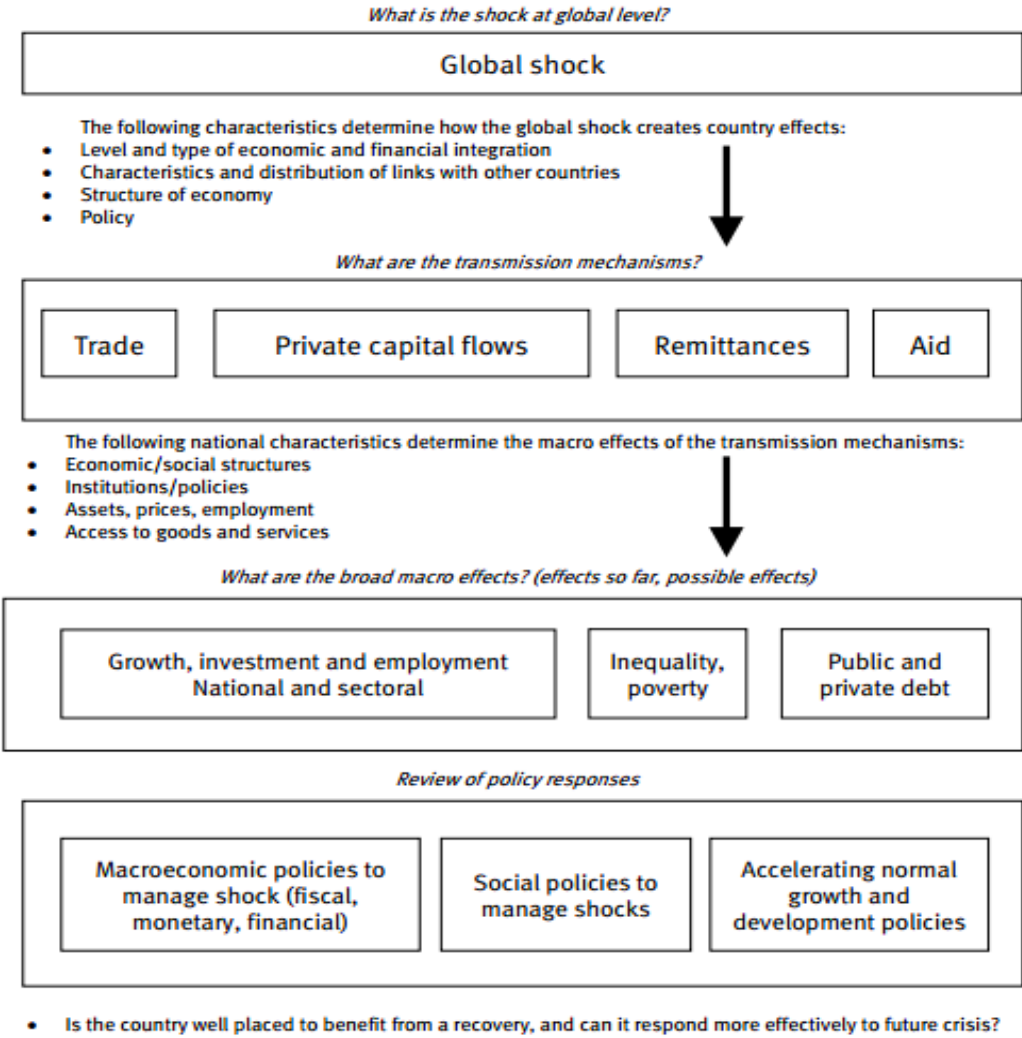 What is the shock at global level?
Global shock
The following characteristics determine how the global shock creates country effects:
• Level and type of economic and financial integration
• Characteristics and distribution of links with other countries
• Structure of economy
• Policy
What are the transmission mechanisms?
Trade
Private capital flows
Remittances
Aid
The following national characteristics determine the macro effects of the transmission mechanisms:
• Economic/social structures
• Institutions/policies
• Assets, prices, employment
• Access to goods and services
What are the broad macro effects? (effects so far, possible effects)
Growth, investment and employment
National and sectoral
Inequality,
poverty
Public and
private debt
Review of policy responses
Macroeconomic policies to
manage shock (fiscal,
monetary, financial)
Social policies to
manage shocks
Accelerating normal
growth and
development policies
• Is the country well placed to benefit from a recovery, and can it respond more effectively to future crisis?